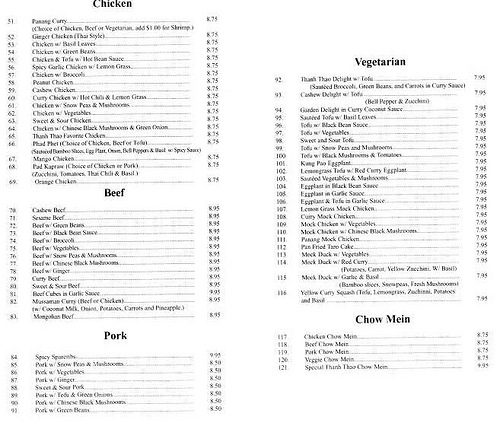 Chicken
51. Panang Curry 8.75
(Choice of Chicken, Beef or Vegetarian, add $1.00 for Shrimp.)
52. Ginger Chicken (Thai Style) 8.75
53. Chicken w/ Basil Leaves 8.75
54 Chicken w/ Green Beans 8.75
55 Chicken & Tofu w/ Hot Bean Sauce 8.75
56 Spicy Garlic Chicken w/ Lemon Grass 8.75
57 Chicken w/ Broccoli 8.75
58 Peanut Chicken 8.75
59 Cashew Chicken 8.75
60 Curry Chicken w/ Hot Chili & Lemon Grass 8.75
61 Chicken w/ Snow Peas & Mushrooms 8.75
62 Chicken w/ Vegetables 8.75
63 Sweet & Sour Chicken 8.75
64 Chicken w/ Chinese Black Mushrooms & Green Onion 8.75
65 Thanh Thao Favorite Chicken 8.75
66 Phad Phet (Choice of Chicken, Beef or Tofu) 8.75
(Sauteed Bamboo Slices, Egg Plant, Onion, Bell Peppers & Basil w/ Spicy Sauce)
67 Mango Chicken 8.75
68 Pad Kaprow (Choice of Chicken or Pork) 8.75
(Zucchini, Tomatoes, Thai Chili & Basil )
69. Orange Chicken 8.75
Beef
70 Cashew Beef 8.95
71 Sesame Beef 8.95
72 Beef w/ Green Beans 8.95
73 Beef w/ Black Bean Sauce 8.95
74 Beef w/ Broccoli 8.95
75 Beef w/ Vegetables 8.95
76 Beef w/ Snow Peas & Mushrooms 8.95
77 Beef w/ Chinese Black Mushrooms 8.95
78 Beef w/ Ginger 8.95
79 Curry Beef 8.95
80 Sweet & Sour Beef 8.95
81 Beef Cubes in Garlic Sauce 8.95
82 Mussaman Curry (Beef or Chicken) 8.95
(w/ Coconut Milk, Onion, Potatoes, Carrots and Pineapple.)
83. Mongolian Beef 8.95
Pork
84 Spicy Spareribs 9.95
85 Pork w/ Snow Peas & Mushrooms 8.50
86 Pork w/ Vegetables 8.50
87 Pork w/ Ginger 8.50
88 Sweet & Sour Pork 8.50
89 Pork w/ Tofu & Green Onions 8.50
90 Pork w/ Chinese Black Mushrooms 8.50
91 Pork w/ Green Beans 8.50
Vegetarian
92. Thanh Thao Delight w/ Tofu 7.95
(Sautéed Broccoli, Green Beans, and Carrots in Curry Sauce)
93. Cashew Delight w/ Tofu 7.95
(Bell Pepper & Zucchini)
94. Garden Delight in Curry Coconut Sauce 7.95
95. Sautéed Tofu w/ Basil Leaves 7.95
96. Tofu w/ Black Bean Sauce 7.95
97. Tofu w/ Vegetables 7.95
98. Sweet and Sour Tofu 7.95
99. Tofu w/ Snow Peas and Mushrooms 7.95
100 Tofu w/ Black Mushrooms & Tomatoes 7.95
101. Kung Pao Eggplant 7.95
102 Lemongrass Tofu w/ Red Curry Eggplant 7.95
103 Sautéed Vegetables & Mushrooms 7.95
104 Eggplant in Black Bean Sauce 7.95
105 Eggplant in Garlic Sauce 7.95
106 Eggplant & Tofu in Garlic Sauce 7.95
107 Lemon Grass Mock Chicken 7.95
108 Curry Mock Chicken 7.95
109 Mock Chicken w/ Vegetables 7.95
110 Mock Chicken w/ Chinese Black Mushrooms 7.95
111 Panang Mock Chicken 7.95
112 Pan Fried Taro Cake 7.95
113 Mock Duck w/ Vegetables 7.95
114 Mock Duck w/ Red Curry 7.95
(Potatoes, Carrot, Yellow Zucchini, W/ Basil)
115 Mock Duck w/ Garlic & Basil 7.95
(Bamboo slices, Snowpeas, Fresh Mushrooms)
116 Yellow Curry Squash (Tofu, Lemongrass, Zuchinni, Potatoes
and Basil 7.95
Chow Mein
117 Chicken Chow Mein 8.75
118 Beef Chow Mein 8.75
119 Pork Chow Mein 8.75
120 Veggie Chow Mein 8.75
121 Special Thanh Thao Chow Mein 9.95